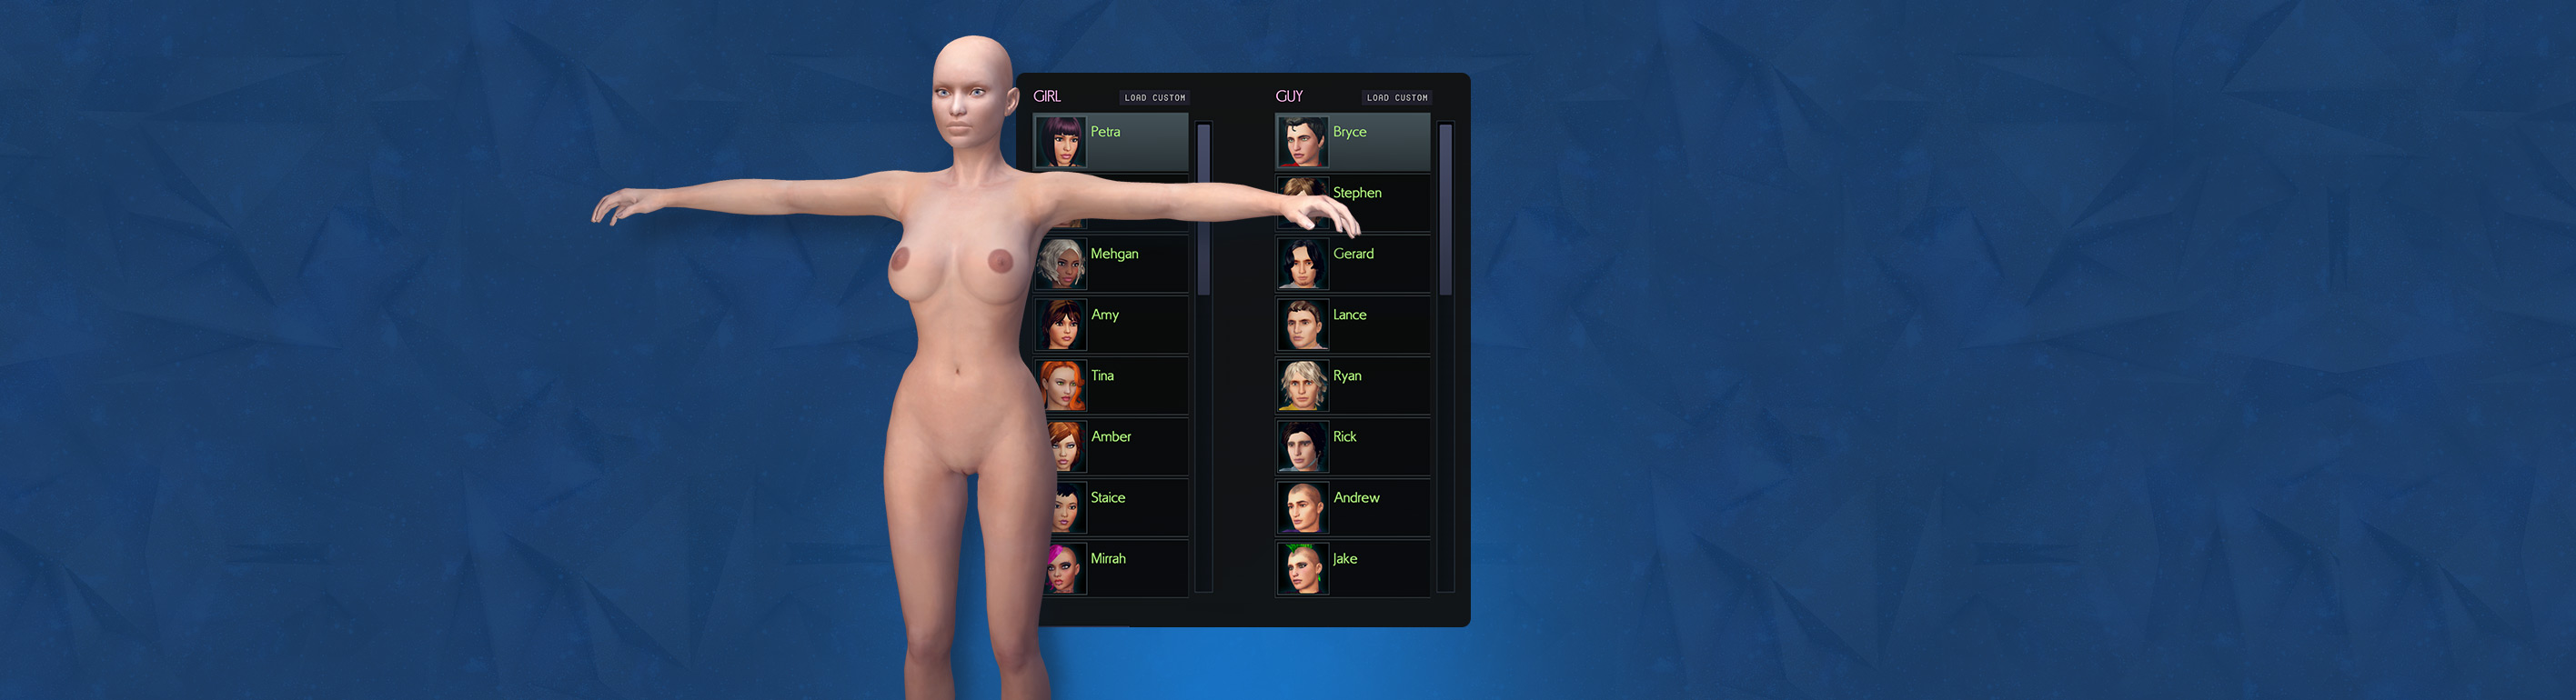 GIRL
LOAD CUSTOM
Petra
Mehgan
Amy
Tina
Amber
Staice
Mirrah
GUY
LOAD CUSTOM
Bryce
Stephen
Gerard
Lance
Ryan
Rick
Andrew
Jake